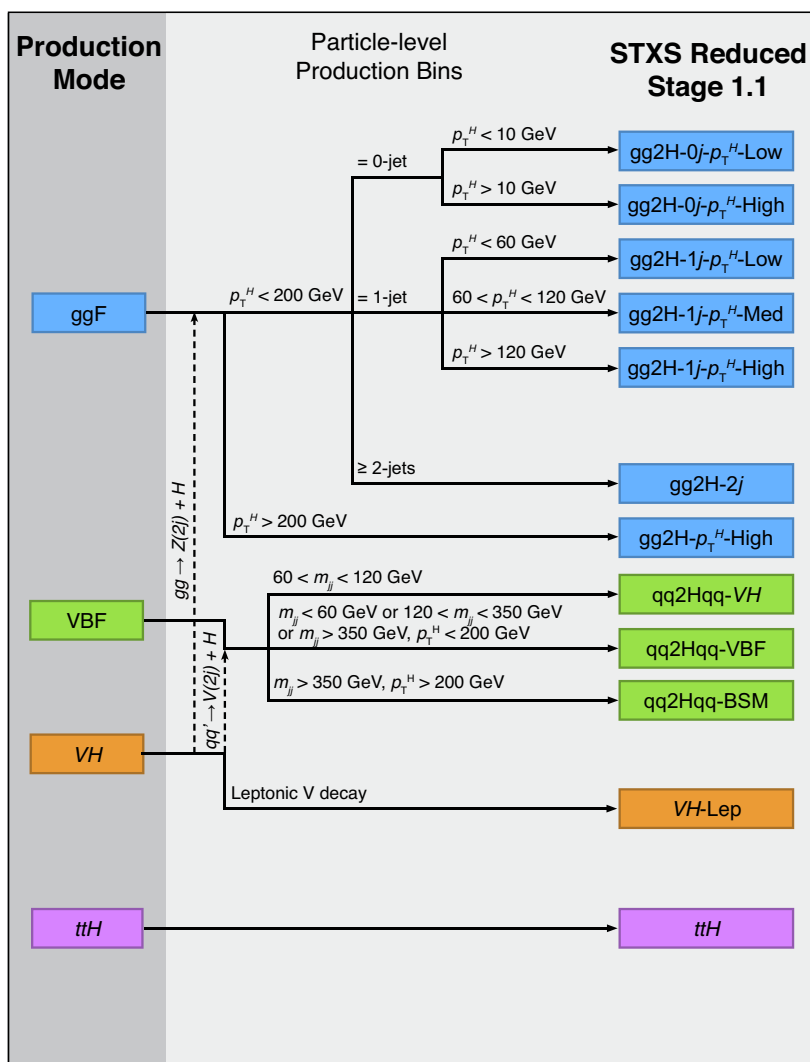 Production
Mode
Particle-level
Production Bins
STXS Reduced
Stage 1.1
p_T^H < 10 GeV
gg2H-0j-p_T^H-Low
= 0-jet
p_T^H > 10 GeV
gg2H-0j-p_T^H-High
p_T^H < 60 GeV
gg2H-1j-p_T^H-Low
ggF
p_T^H < 200 GeV
= 1-jet
60 < p_T^H < 120 GeV
gg2H-1j-p_T^H-Med
p_T^H > 120 GeV
gg2H-1j-p_T^H-High
≥ 2-jets
gg2H-2j
gg → Z(2j) + H
p_T^H > 200 GeV
gg2H-p_T^H-High
60 < m_jj < 120 GeV
qq2Hqq-VH
VBF
m_jj < 60 GeV or 120 < m_jj < 350 GeV
or m_jj > 350 GeV, p_T^H < 200 GeV
qq2Hqq-VBF
qq' → V(2j) + H
m_jj > 350 GeV, p_T^H > 200 GeV
qq2Hqq-BSM
VH
Leptonic V decay
VH-Lep
ttH
ttH